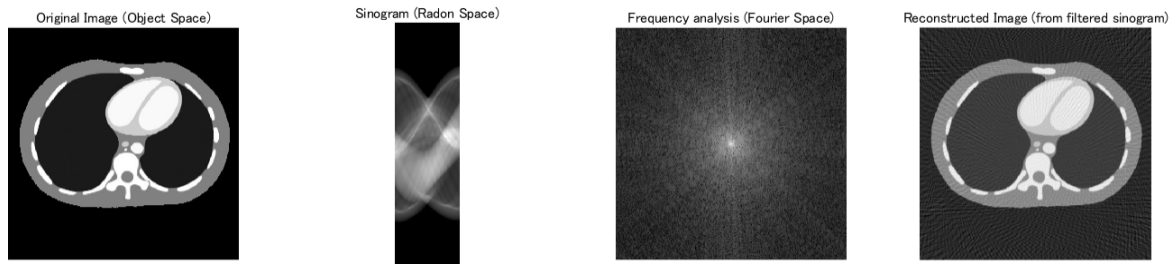 Original Image (Object Space)
Sinogram (Radon Space)
Frequency analysis (Fourier Space)
Reconstructed Image (from filtered sinogram)